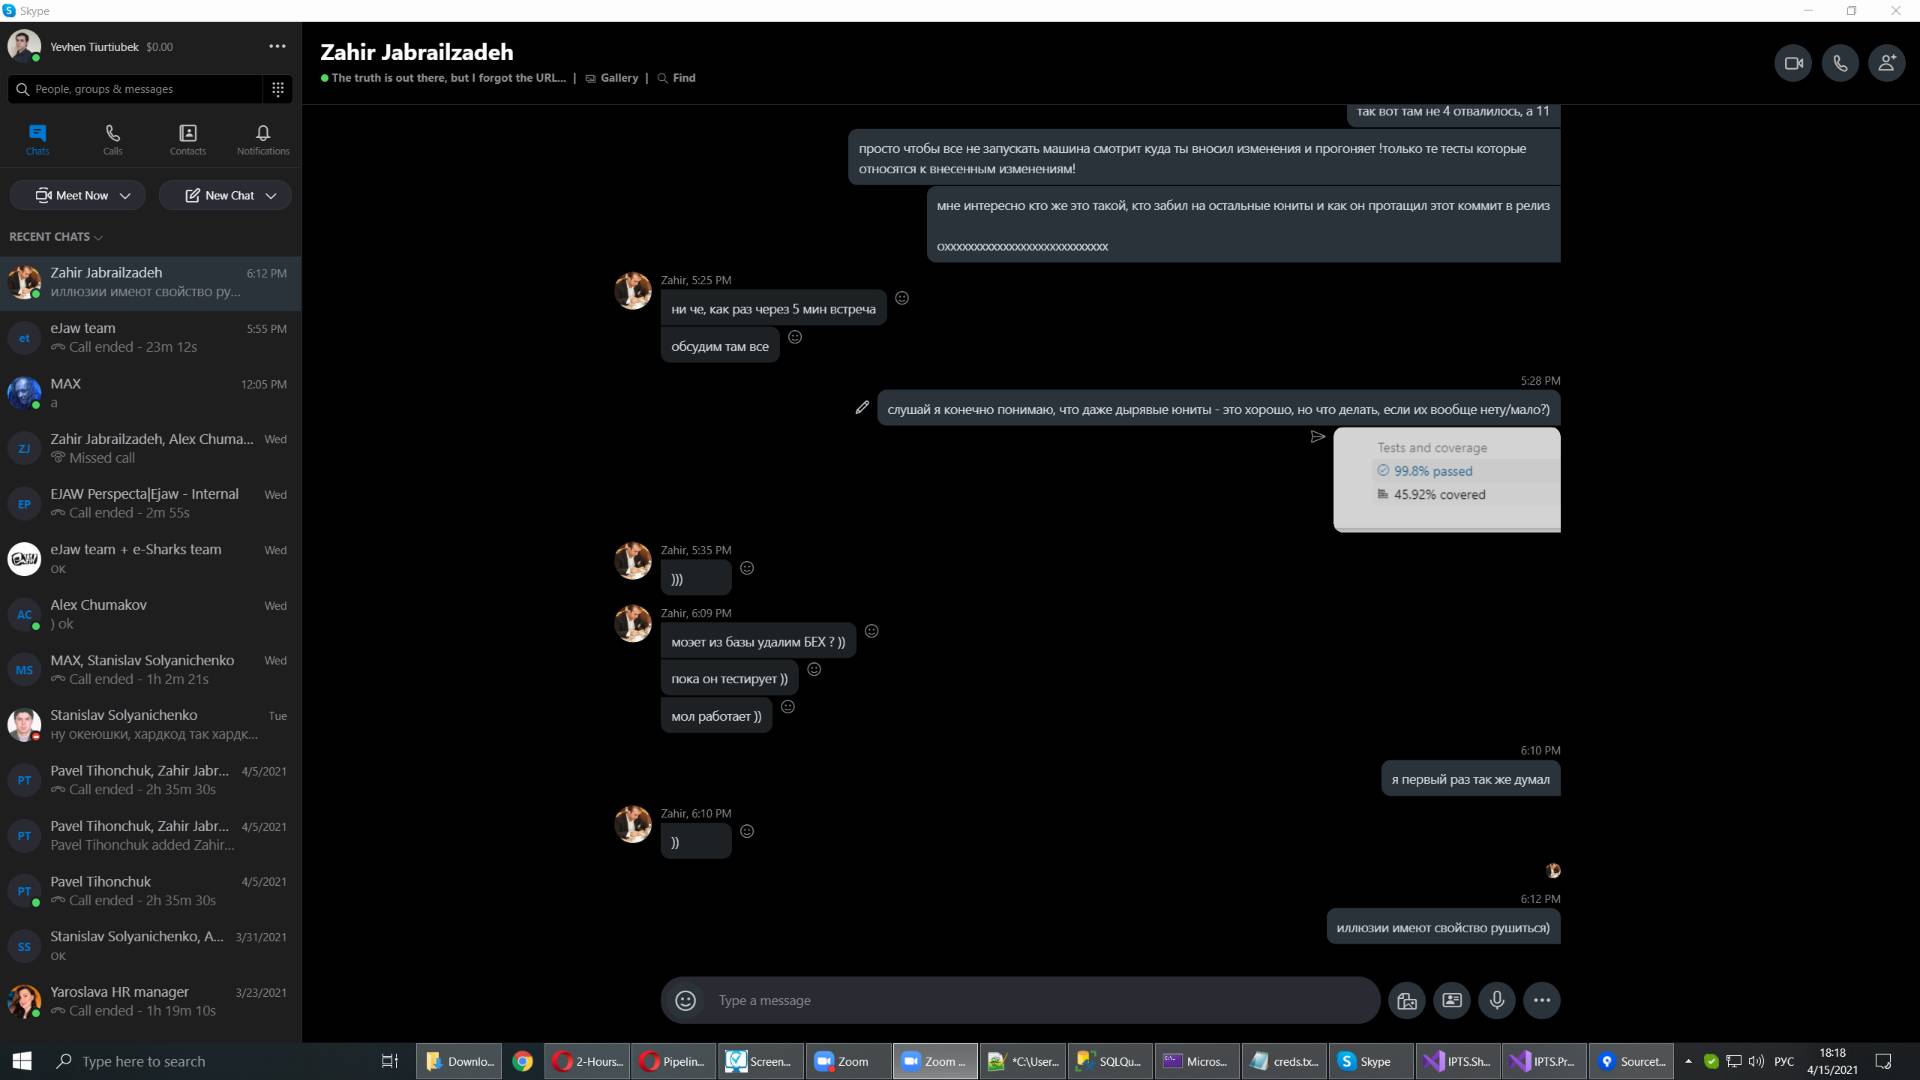 Skype
Yevhen Tiurtiubek $0.00
People, groups & messages
Chats
Calls
Contacts
Notifications
Meet Now
New Chat
RECENT CHATS
Zahir Jabrailzadeh 6:12 PM
иллюзии имеют свойство ру...
et
eJaw team 5:55 PM
Call ended - 23m 12s
MAX 12:05 PM
а
ZJ
Zahir Jabrailzadeh, Alex Chuma... Wed
Missed call
EP
EJAW Perspecta|Ejaw - Internal Wed
Call ended - 2m 55s
eJaw team + e-Sharks team Wed
ок
AC
Alex Chumakov Wed
) ok
MS
MAX, Stanislav Solyanichenko Wed
Call ended - 1h 2m 21s
Stanislav Solyanichenko Tue
ну океюшки, хардкод так хардк...
PT
Pavel Tihonchuk, Zahir Jabr... 4/5/2021
Call ended - 2h 35m 30s
PT
Pavel Tihonchuk, Zahir Jabr... 4/5/2021
Pavel Tihonchuk added Zahir...
PT
Pavel Tihonchuk 4/5/2021
Call ended - 2h 35m 30s
SS
Stanislav Solyanichenko, A... 3/31/2021
ок
Yaroslava HR manager 3/23/2021
Call ended - 1h 19m 10s
Zahir Jabrailzadeh
The truth is out there, but I forgot the URL... | Gallery | Find
так вот там не 4 отвалилось, а 11
просто чтобы все не запускать машина смотрит куда ты вносил изменения и прогоняет !только те тесты которые
относятся к внесенным изменениям!
мне интересно кто же это такой, кто забил на остальные юниты и как он протащил этот коммит в релиз
охххххххххххххххххххххххххххх
Zahir, 5:25 PM
ни че, как раз через 5 мин встреча
обсудим там все
5:28 PM
слушай я конечно понимаю, что даже дырявые юниты - это хорошо, но что делать, если их вообще нету/мало?)
Tests and coverage
99.8% passed
45.92% covered
Zahir, 5:35 PM
)))
Zahir, 6:09 PM
моэет из базы удалим БЕХ ? ))
пока он тестирует ))
мол работает ))
6:10 PM
я первый раз так же думал
Zahir, 6:10 PM
))
6:12 PM
иллюзии имеют свойство рушиться)
Type a message
Type here to search
Downlo...
2-Hours...
Pipelin...
Screen...
Zoom
Zoom ...
*C:\User...
SQLQu...
Micros...
creds.tx...
Skype
IPTS.Sh...
IPTS.Pr...
Sourcet...
РУС
18:18
4/15/2021